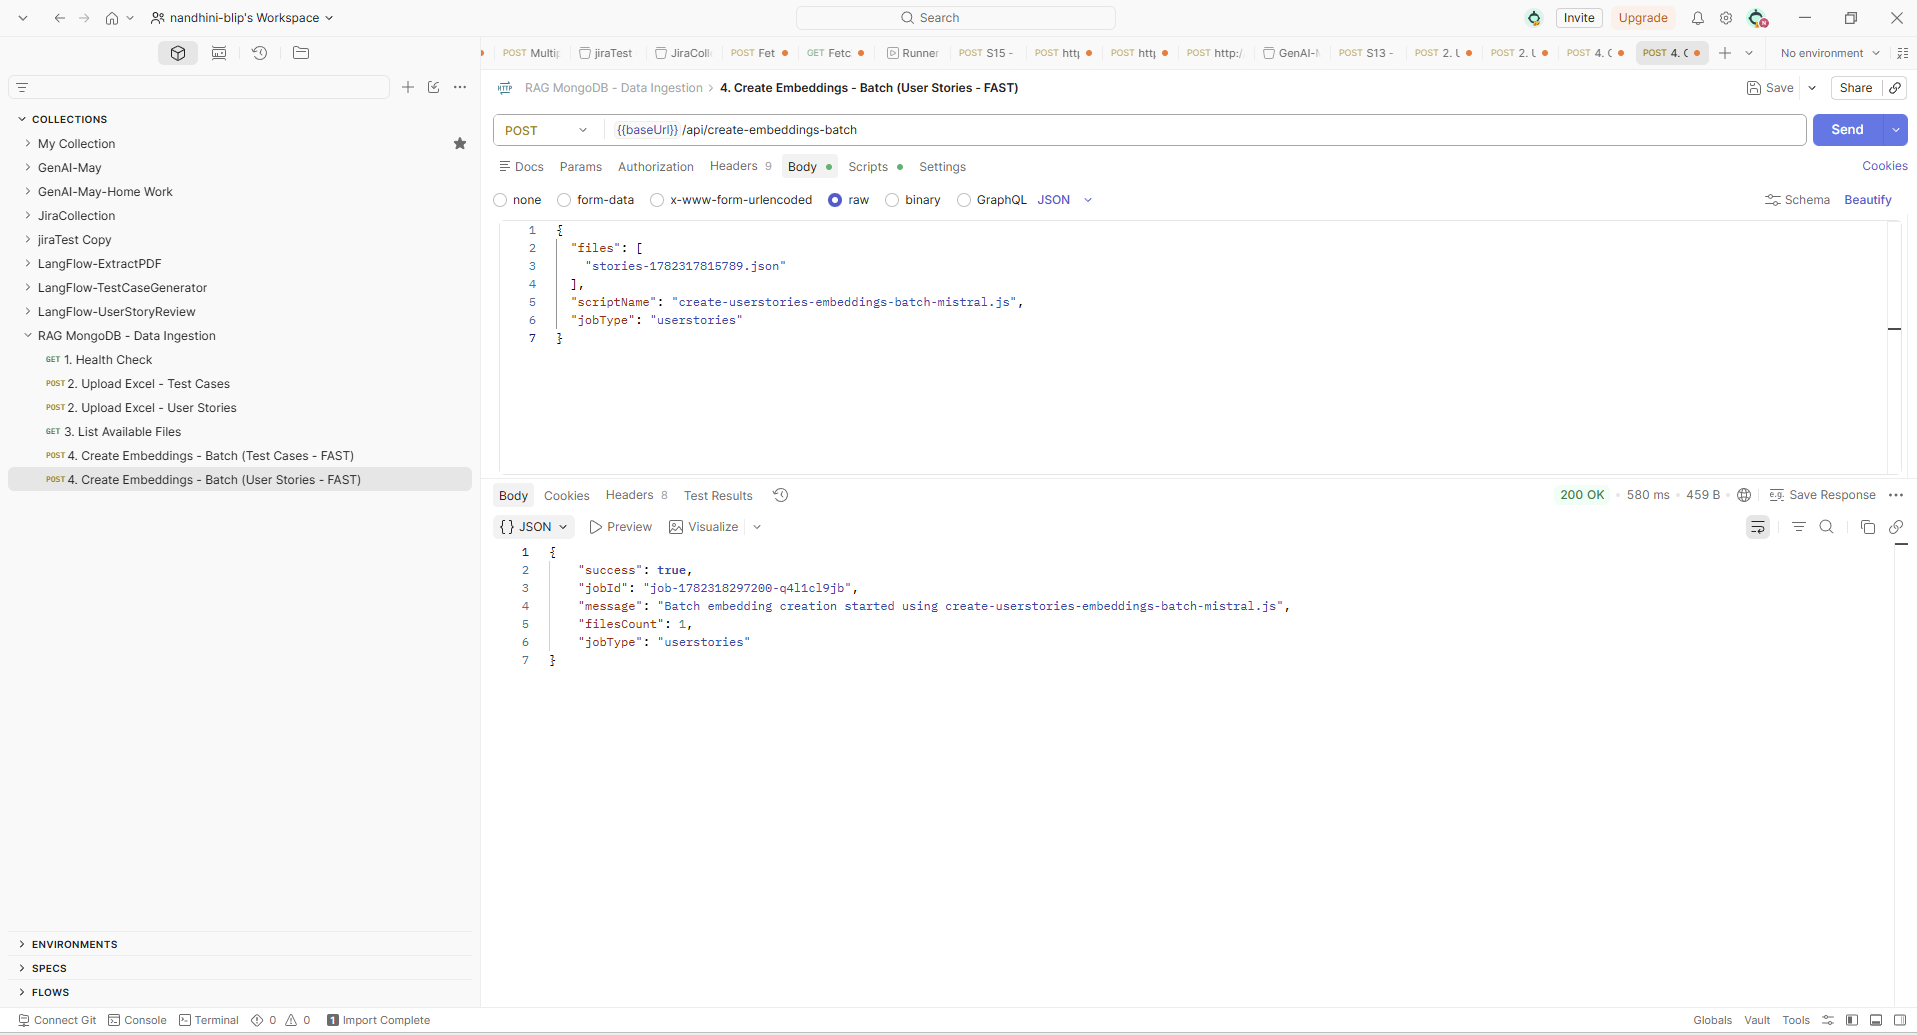 nandhini-blip's Workspace
Search
Invite
Upgrade
POST Multi
jiraTest
JiraColl
POST Fet
GET Fetc
Runner
POST S15 -
POST http
POST http
POST http:/
GenAI-
POST S13 -
POST 2. U
POST 2. U
POST 4. C
POST 4. C
No environment
COLLECTIONS
My Collection
GenAI-May
GenAI-May-Home Work
JiraCollection
jiraTest Copy
LangFlow-ExtractPDF
LangFlow-TestCaseGenerator
LangFlow-UserStoryReview
RAG MongoDB - Data Ingestion
GET 1. Health Check
POST 2. Upload Excel - Test Cases
POST 2. Upload Excel - User Stories
GET 3. List Available Files
POST 4. Create Embeddings - Batch (Test Cases - FAST)
POST 4. Create Embeddings - Batch (User Stories - FAST)
ENVIRONMENTS
SPECS
FLOWS
HTTP RAG MongoDB - Data Ingestion > 4. Create Embeddings - Batch (User Stories - FAST)
Save
Share
POST {{baseUrl}} /api/create-embeddings-batch
Send
Docs Params Authorization Headers 9 Body Scripts Settings
Cookies
none form-data x-www-form-urlencoded raw binary GraphQL JSON
Schema Beautify
1 {
2 "files": [
3 "stories-1782317815789.json"
4 ],
5 "scriptName": "create-userstories-embeddings-batch-mistral.js",
6 "jobType": "userstories"
7 }
Body Cookies Headers 8 Test Results
200 OK 580 ms 459 B e.g. Save Response
{} JSON Preview Visualize
1 {
2 "success": true,
3 "jobId": "job-1782318297200-q4l1cl9jb",
4 "message": "Batch embedding creation started using create-userstories-embeddings-batch-mistral.js",
5 "filesCount": 1,
6 "jobType": "userstories"
7 }
Connect Git Console Terminal 0 0 1 Import Complete
Globals Vault Tools